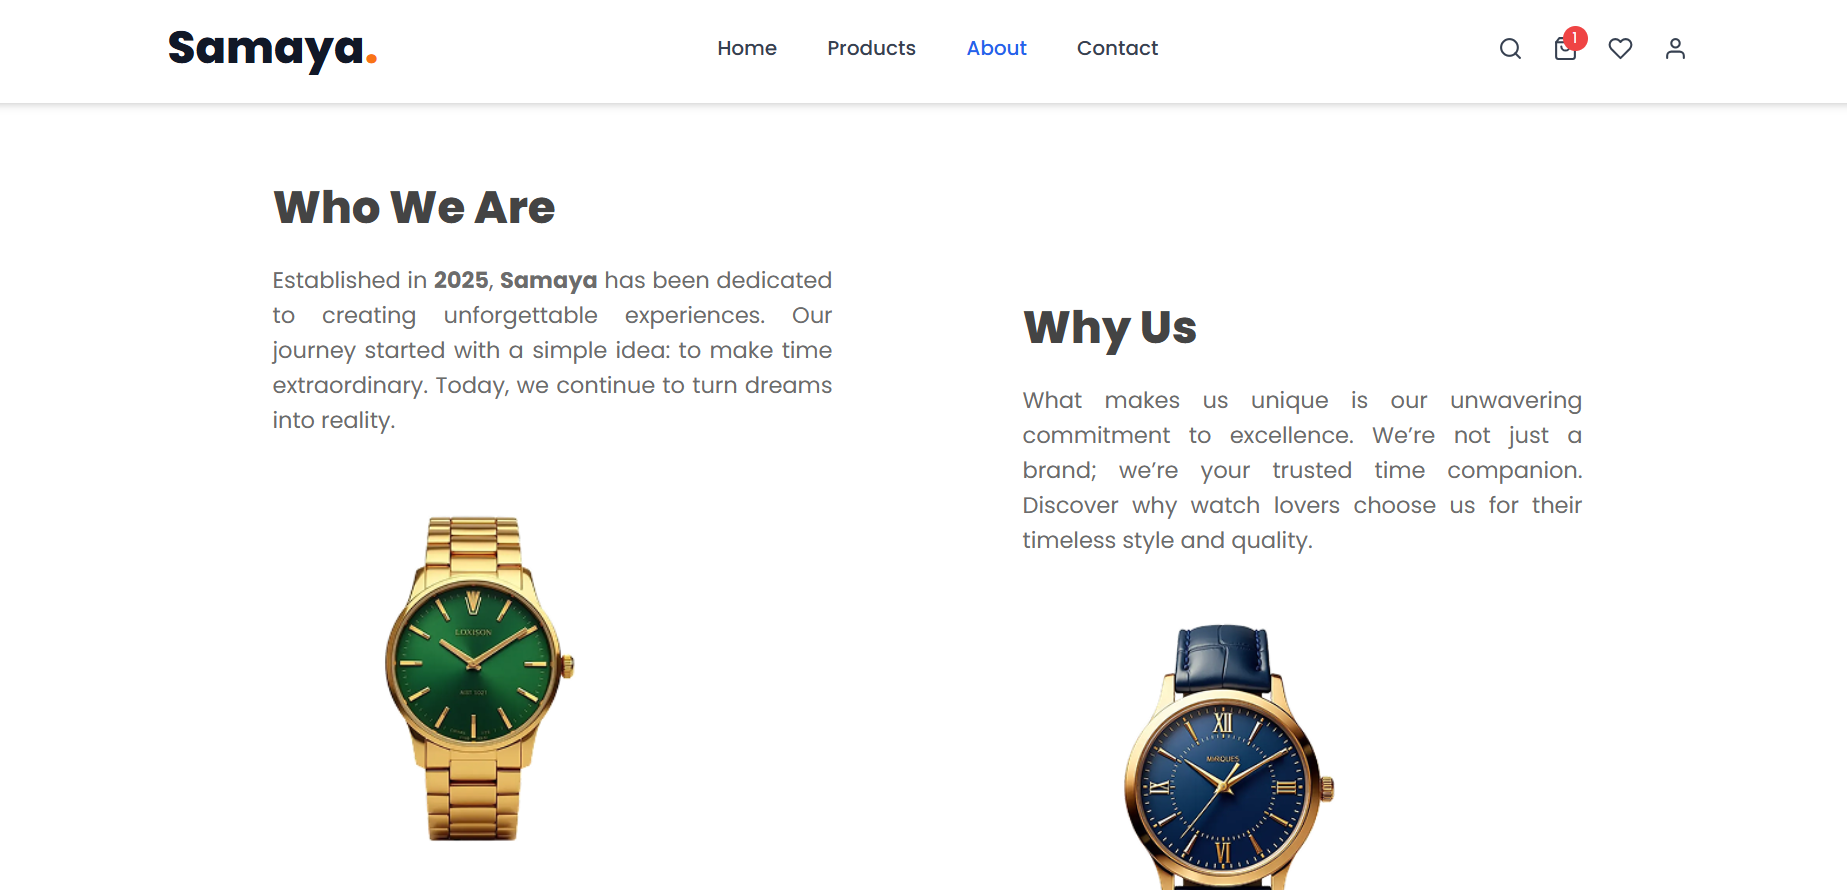 Samaya.
Home Products About Contact
1
Who We Are
Established in 2025, Samaya has been dedicated
to creating unforgettable experiences. Our
journey started with a simple idea: to make time
extraordinary. Today, we continue to turn dreams
into reality.
LOXISON
Why Us
What makes us unique is our unwavering
commitment to excellence. We’re not just a
brand; we’re your trusted time companion.
Discover why watch lovers choose us for their
timeless style and quality.
XII
MIRQUES
VI